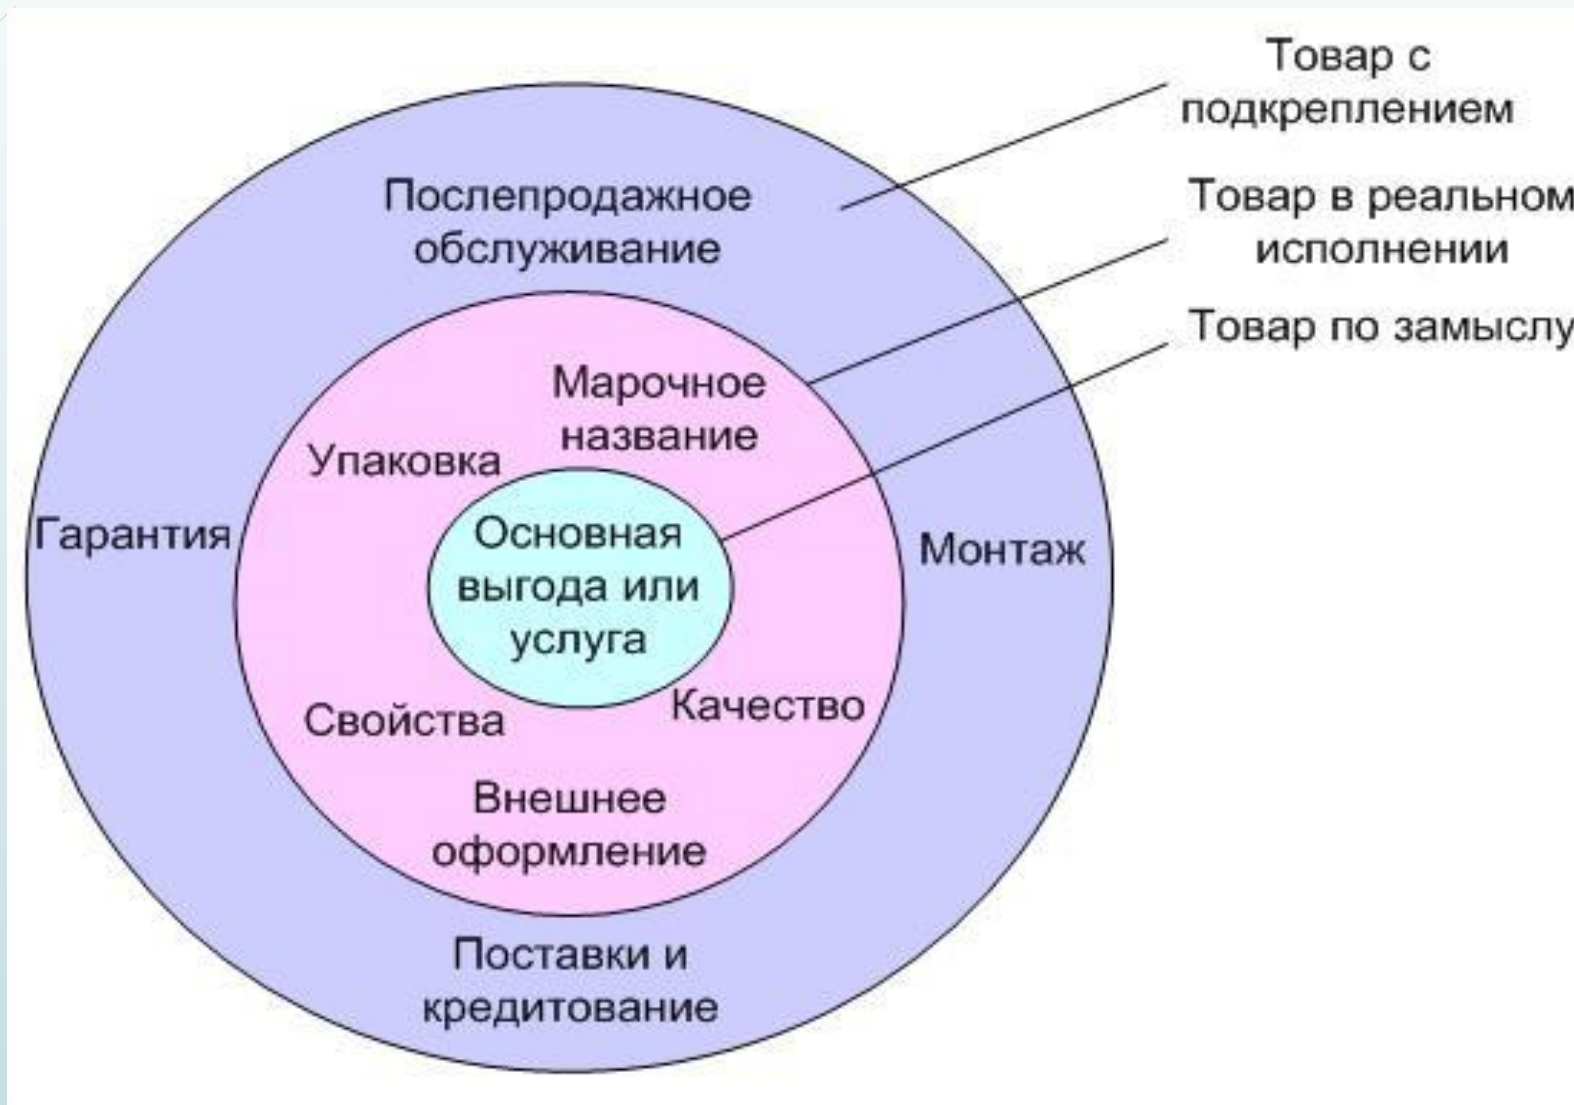 Товар с
подкреплением
Послепродажное
обслуживание
Товар в реальном
исполнении
Товар по замыслу
Марочное
название
Упаковка
Гарантия
Основная
выгода или
услуга
Монтаж
Свойства
Качество
Внешнее
оформление
Поставки и
кредитование